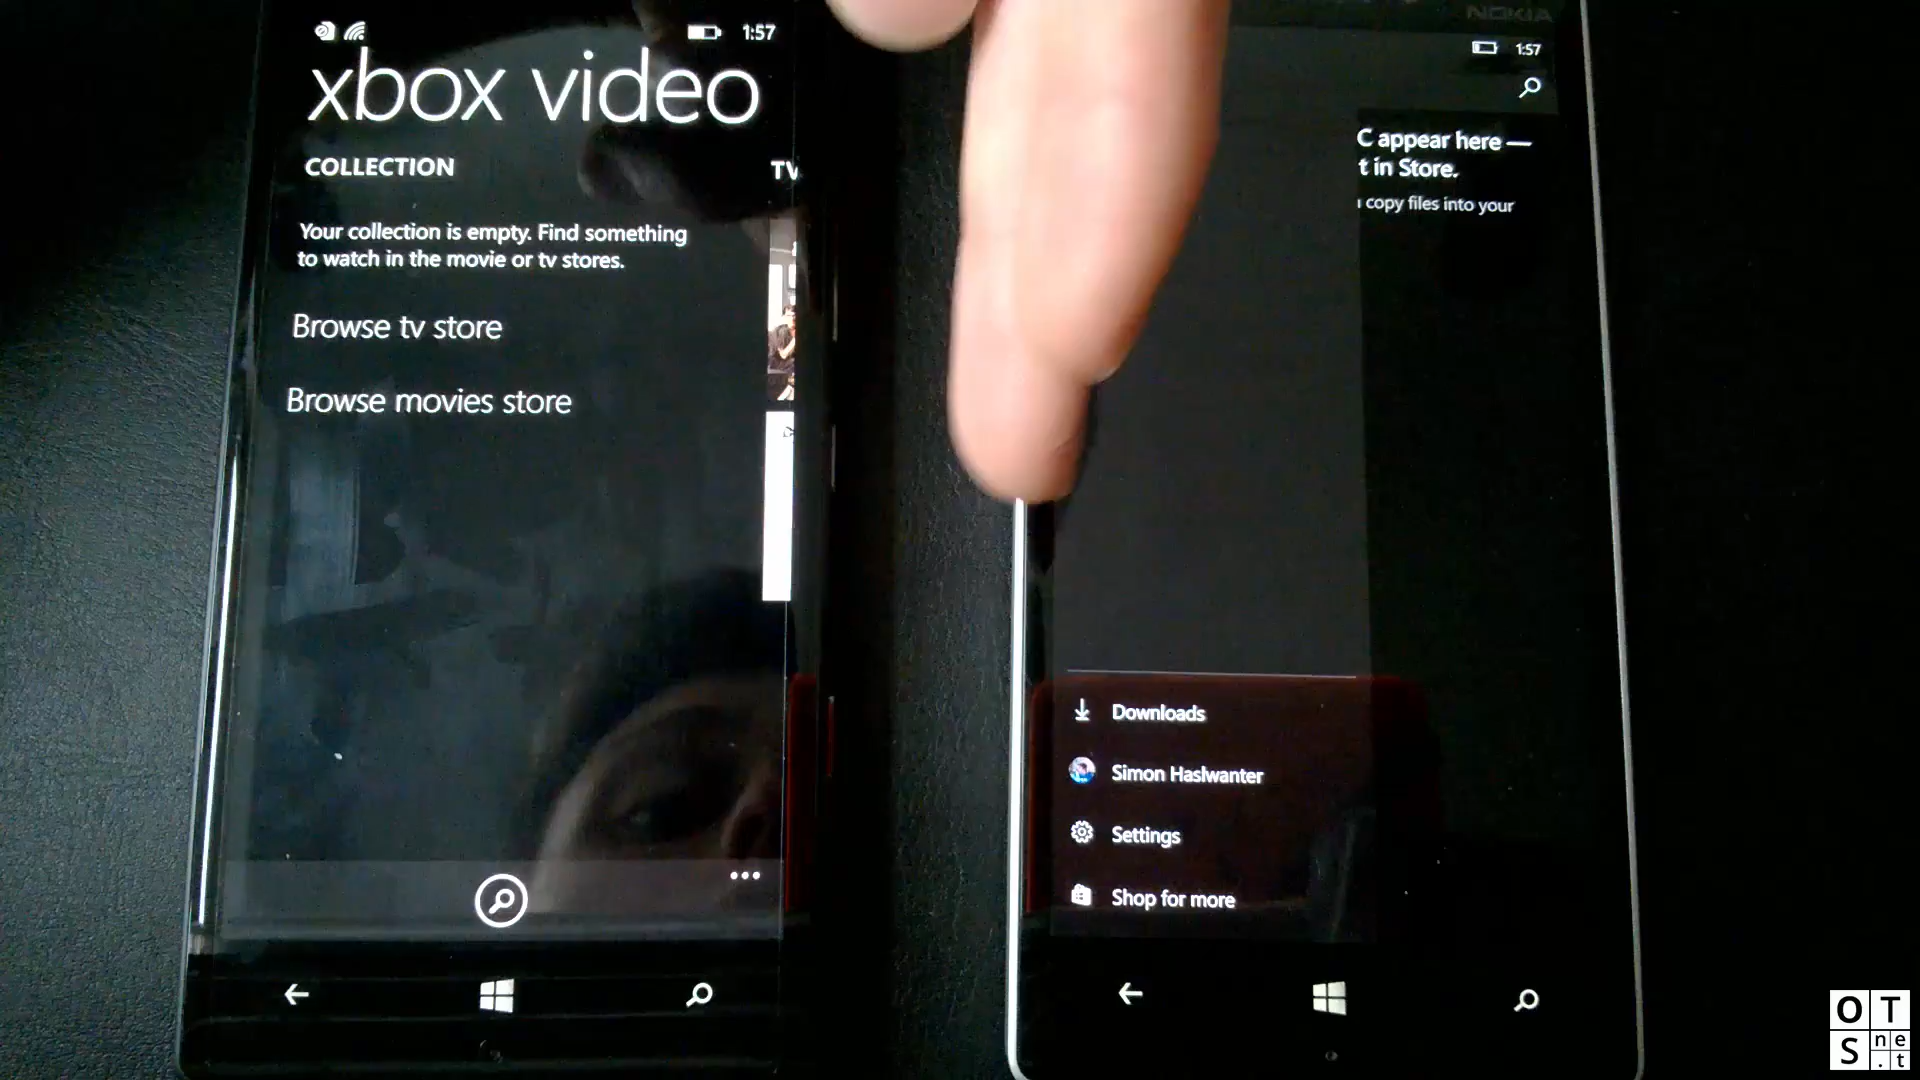 1:57
xbox video
COLLECTION
TV
Your collection is empty. Find something
to watch in the movie or tv stores.
Browse tv store
Browse movies store
NOKIA
1:57
C appear here —
t in Store.
copy files into your
Downloads
Simon Haslwanter
Settings
Shop for more
OT
S net